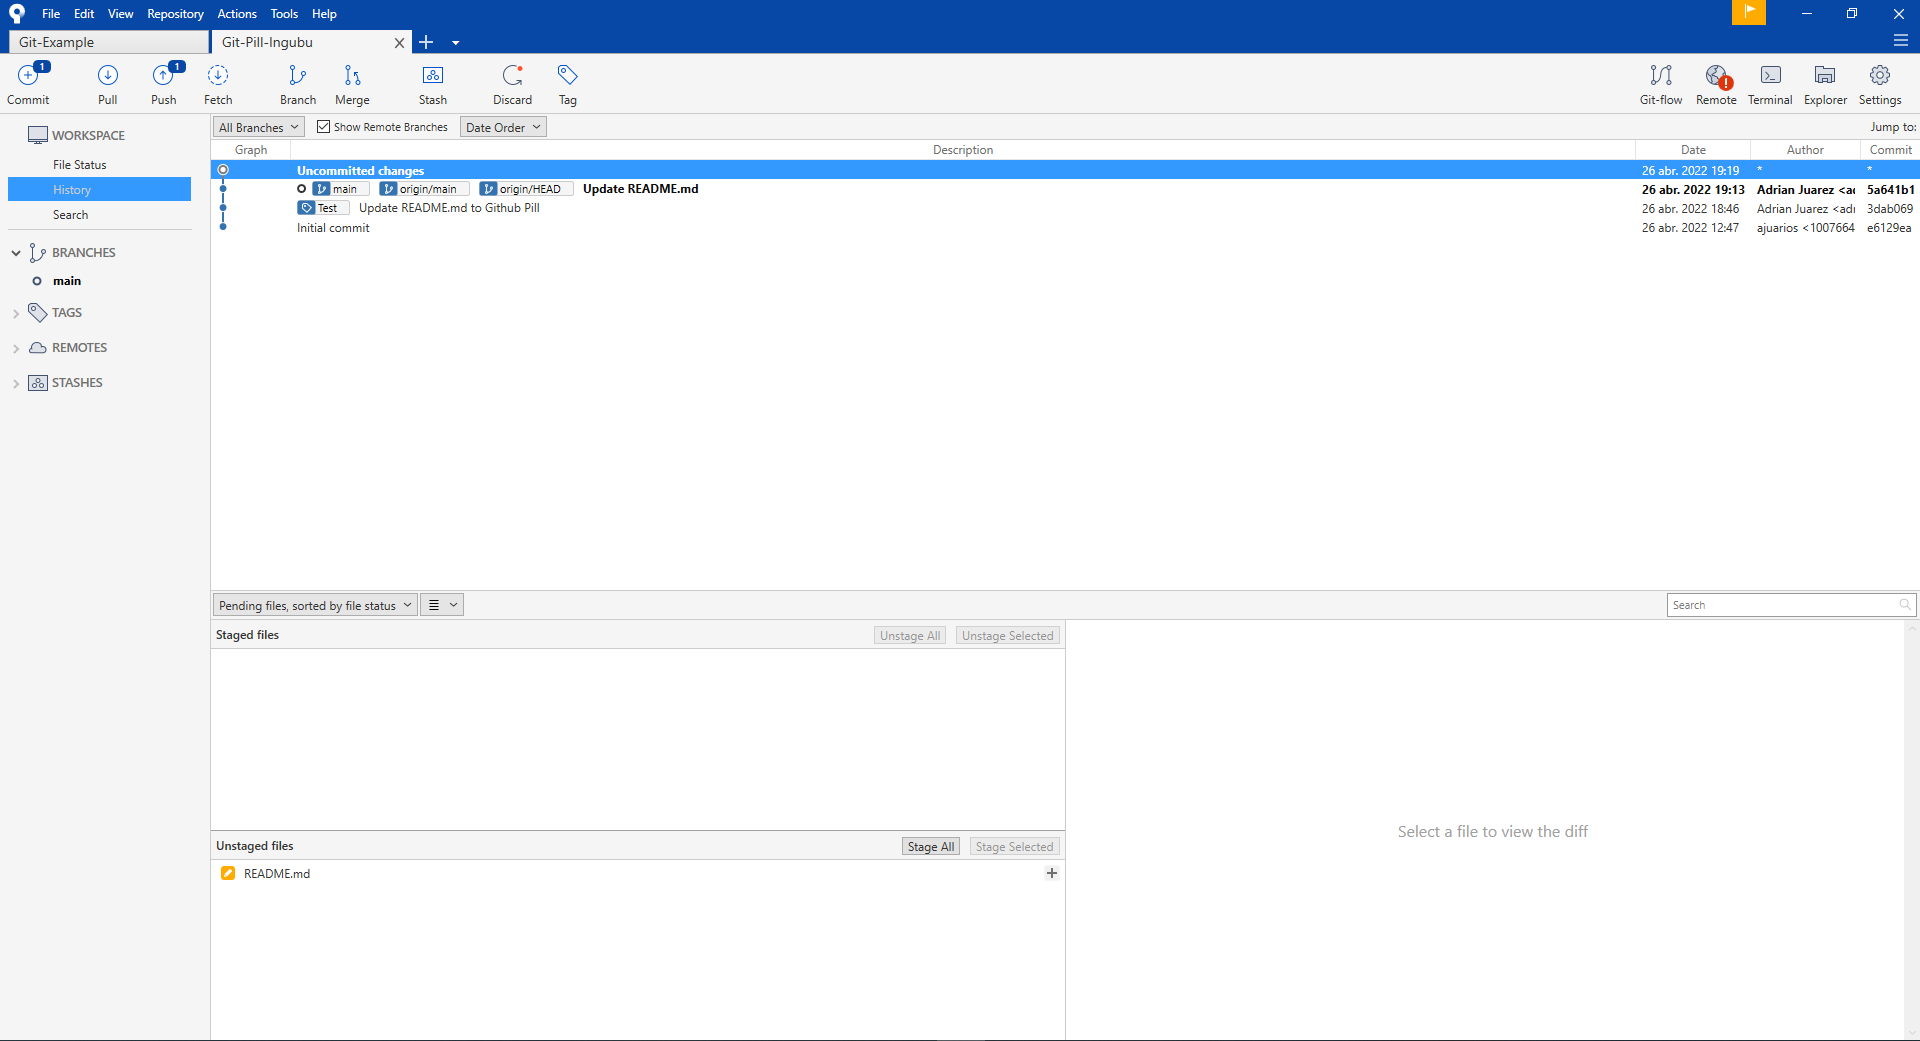 File Edit View Repository Actions Tools Help
Git-Example Git-Pill-Ingubu
1 1
Commit Pull Push Fetch Branch Merge Stash Discard Tag Git-flow Remote Terminal Explorer Settings
WORKSPACE
File Status
History
Search
BRANCHES
main
TAGS
REMOTES
STASHES
All Branches Show Remote Branches Date Order Jump to:
Graph Description Date Author Commit
Uncommitted changes 26 abr. 2022 19:19 * *
main origin/main origin/HEAD Update README.md 26 abr. 2022 19:13 Adrian Juarez <ac 5a641b1
Test Update README.md to Github Pill 26 abr. 2022 18:46 Adrian Juarez <adr 3dab069
Initial commit 26 abr. 2022 12:47 ajuarios <1007664 e6129ea
Pending files, sorted by file status Search
Staged files Unstage All Unstage Selected
Select a file to view the diff
Unstaged files Stage All Stage Selected
README.md